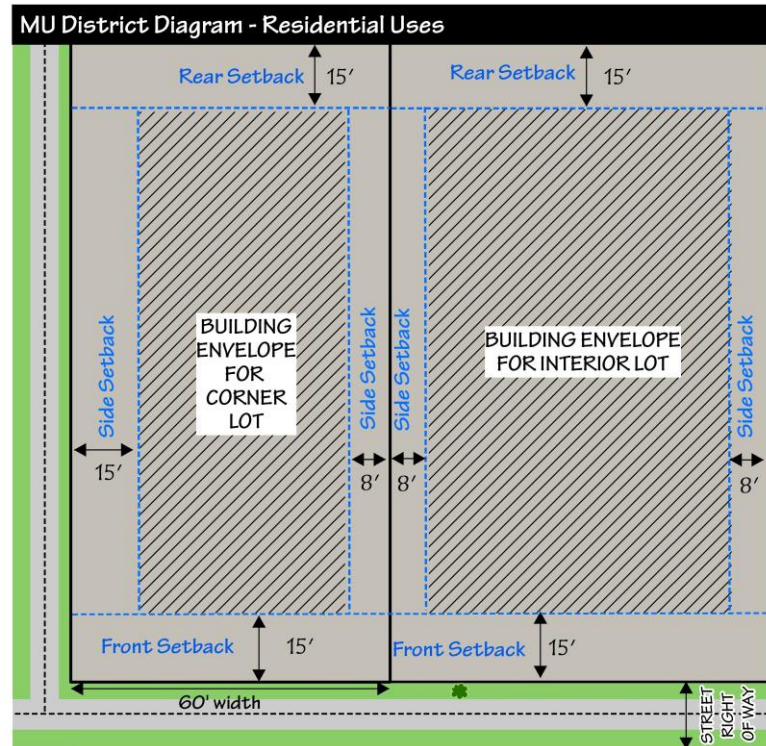 MU District Diagram - Residential Uses
Rear Setback 15'
Rear Setback 15'
Side Setback
15'
BUILDING
ENVELOPE
FOR
CORNER
LOT
Side Setback
8'
Side Setback
8'
BUILDING ENVELOPE
FOR INTERIOR LOT
Side Setback
8'
Front Setback 15'
Front Setback 15'
60' width
STREET
RIGHT
OF WAY